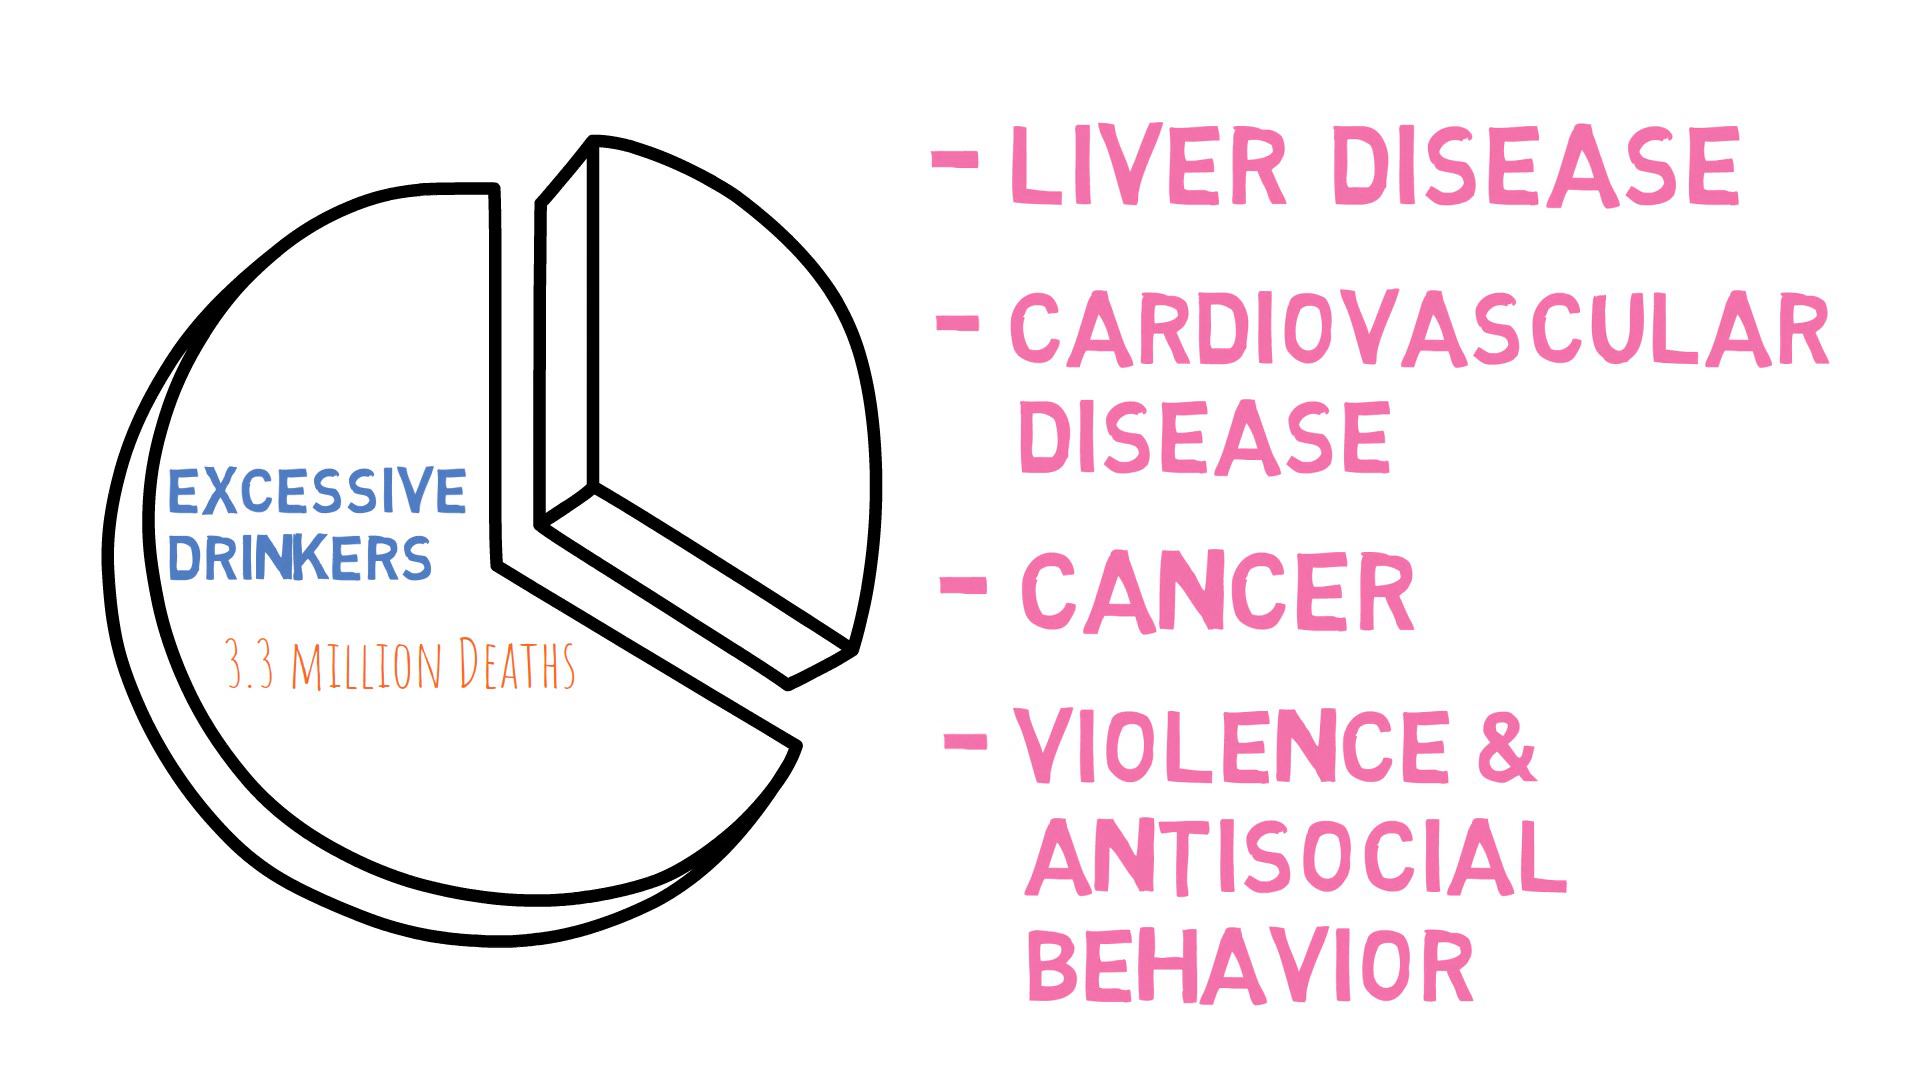 EXCESSIVE
DRINKERS
3.3 MILLION DEATHS
- LIVER DISEASE
- CARDIOVASCULAR
DISEASE
- CANCER
- VIOLENCE &
ANTISOCIAL
BEHAVIOR